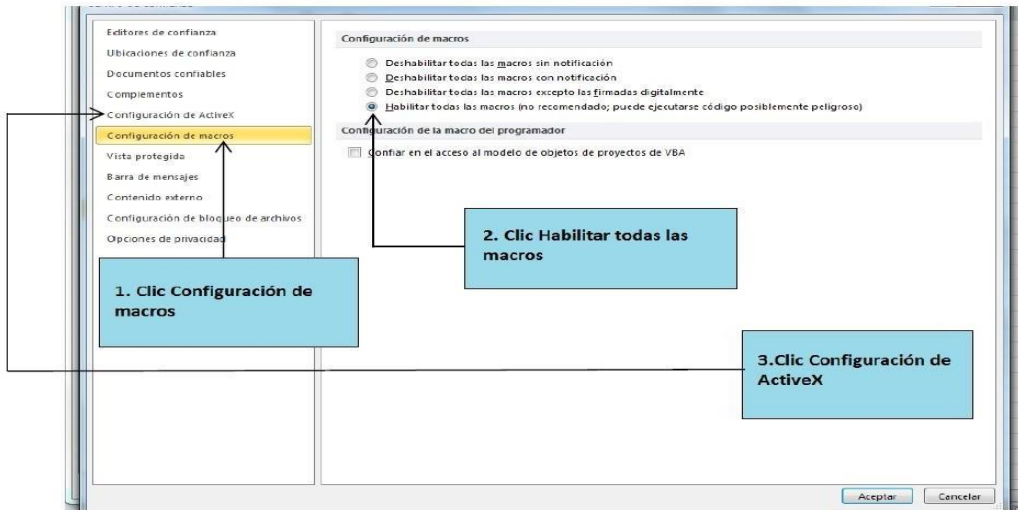 Editores de confianza
Ubicaciones de confianza
Documentos confiables
Complementos
Configuración de ActiveX
Configuración de macros
Vista protegida
Barra de mensajes
Contenido externo
Configuración de bloqueo de archivos
Opciones de privacidad
Configuración de macros
Deshabilitar todas las macros sin notificación
Deshabilitar todas las macros con notificación
Deshabilitar todas las macros excepto las firmadas digitalmente
Habilitar todas las macros (no recomendado; puede ejecutarse código posiblemente peligroso)
Configuración de la macro del programador
Confiar en el acceso al modelo de objetos de proyectos de VBA
2. Clic Habilitar todas las
macros
1. Clic Configuración de
macros
3.Clic Configuración de
ActiveX
Aceptar
Cancelar